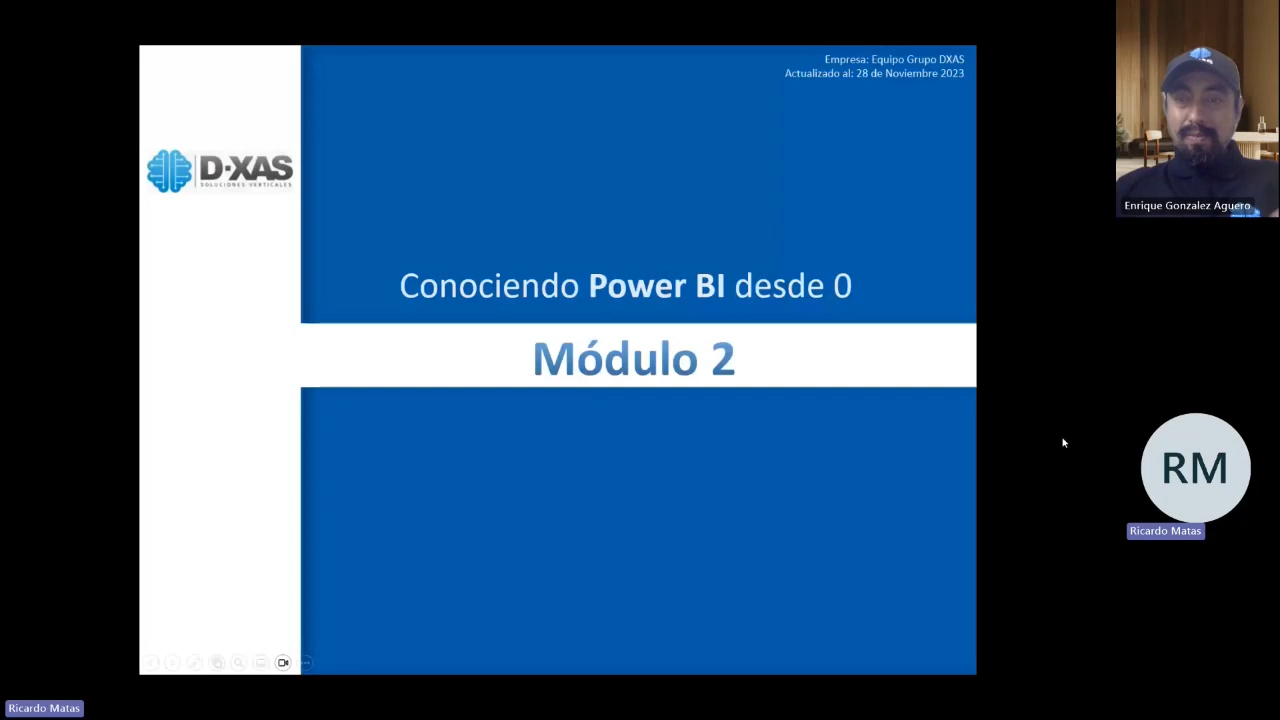 Empresa: Equipo Grupo DXAS
Actualizado al: 28 de Noviembre 2023
D-XAS
SOLUCIONES VERTICALES
Conociendo Power BI desde 0
Módulo 2
Enrique Gonzalez Aguero
RM
Ricardo Matas
Ricardo Matas